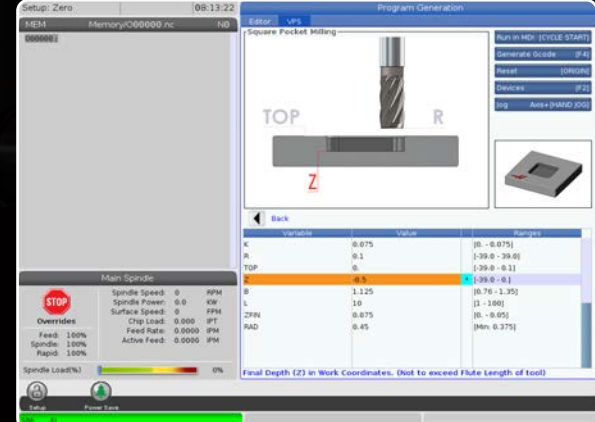 Setup: Zero
08:13:22
Program Generation
MEM
Memory/O00000.nc
N0
O00000;
Editor
VPS
Square Pocket Milling
TOP
R
Z
Run in MDI: [CYCLE START]
Generate Gcode [F4]
Reset [ORIGIN]
Devices [F2]
Jog Axis+[HAND JOG]
Back
Variable Value Ranges
K 0.075 [0. - 0.075]
R 0.1 [-39.0 - 39.0]
TOP 0. [-39.0 - 0.1]
Z -0.5 * [-39.0 - 0.]
B 1.125 [0.76 - 1.35]
L 10 [1 - 100]
ZFIN 0.075 [0. - 0.05]
RAD 0.45 [Min: 0.375]
Final Depth (Z) in Work Coordinates. (Not to exceed Flute Length of tool)
Main Spindle
STOP
Overrides
Feed: 100%
Spindle: 100%
Rapid: 100%
Spindle Speed: 0 RPM
Spindle Power: 0.0 KW
Surface Speed: 0 FPM
Chip Load: 0.000 IPT
Feed Rate: 0.0000 IPM
Active Feed: 0.0000 IPM
Spindle Load(%)
0%
Setup
Power Save